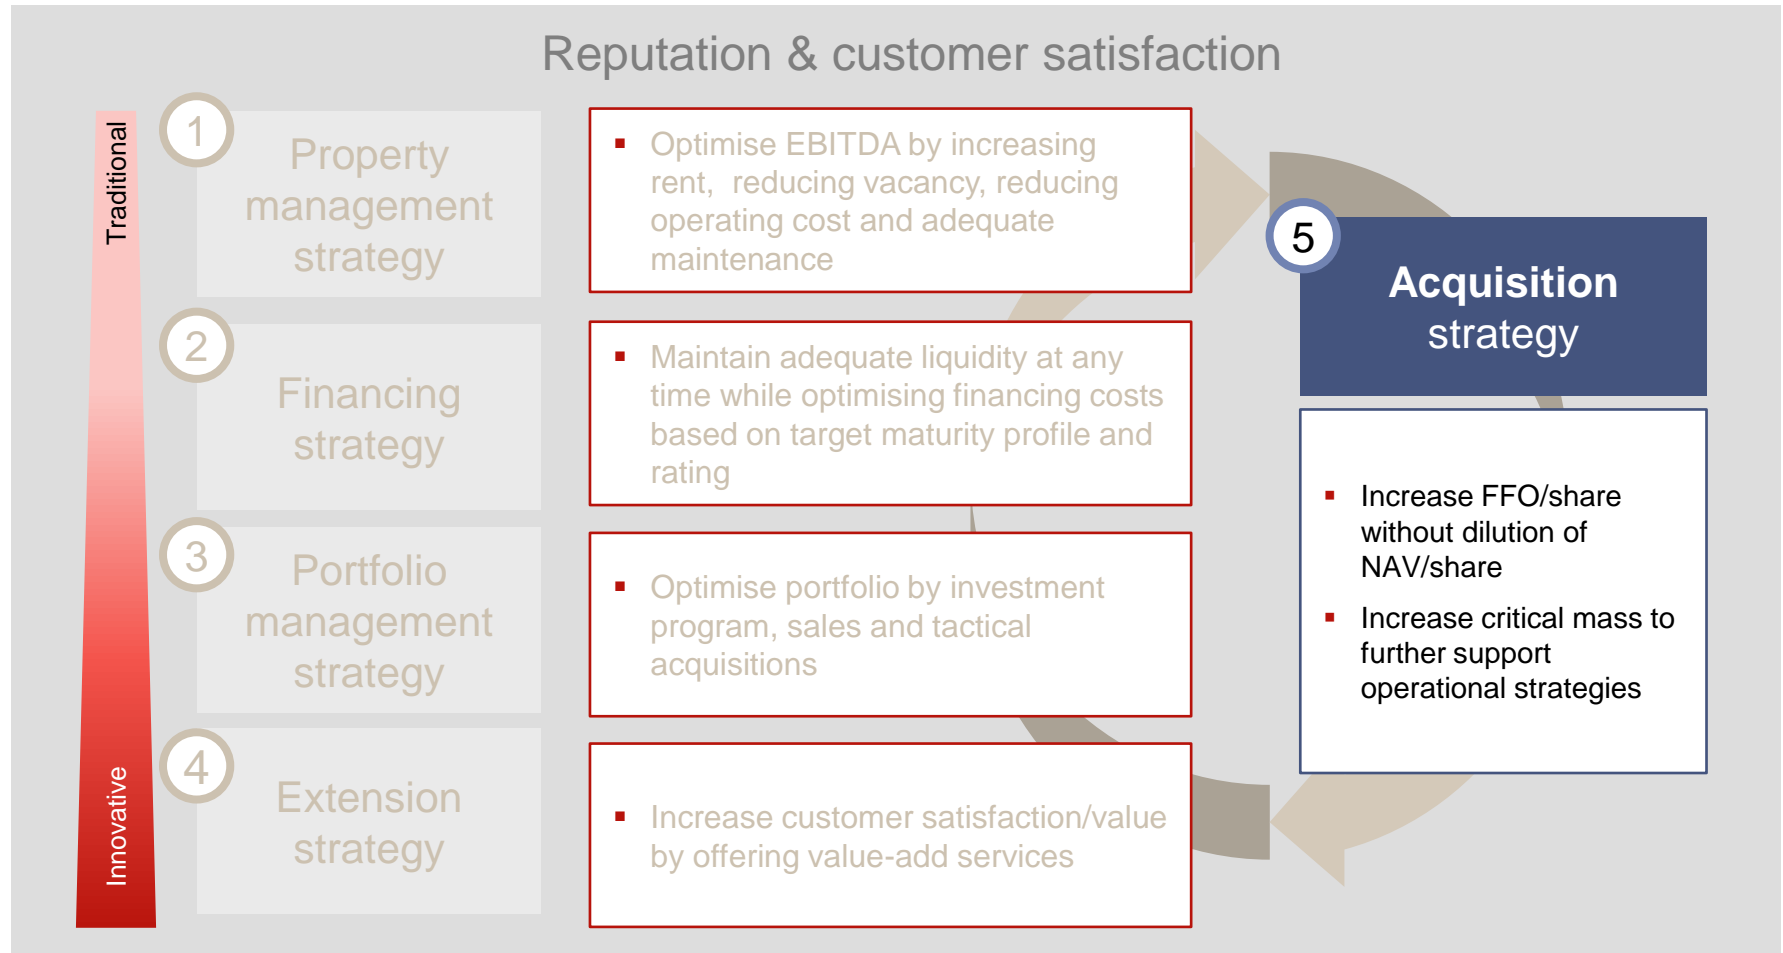 Reputation & customer satisfaction
Traditional
Innovative
1
Property
management
strategy
Optimise EBITDA by increasing
rent, reducing vacancy, reducing
operating cost and adequate
maintenance
2
Financing
strategy
Maintain adequate liquidity at any
time while optimising financing costs
based on target maturity profile and
rating
3
Portfolio
management
strategy
Optimise portfolio by investment
program, sales and tactical
acquisitions
4
Extension
strategy
Increase customer satisfaction/value
by offering value-add services
5
Acquisition
strategy
Increase FFO/share
without dilution of
NAV/share
Increase critical mass to
further support
operational strategies